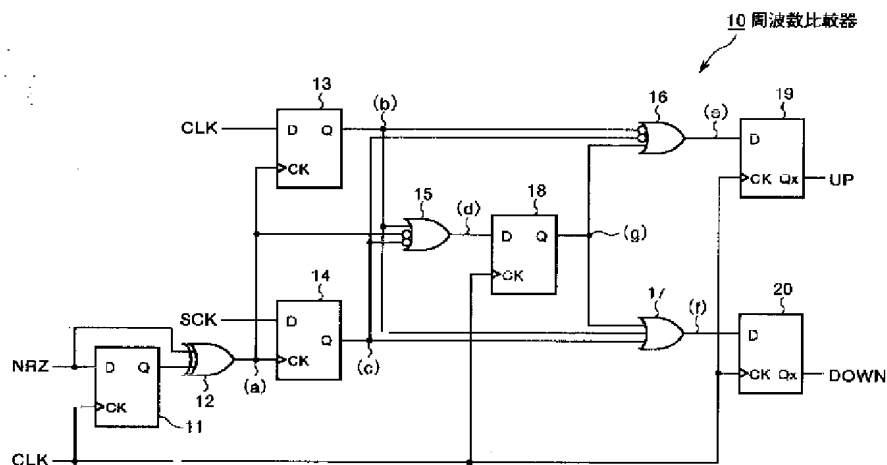 10 周波数比較器
13
(b)
16
19
CLK
D Q
(e)
D
CK
CK Qx
UP
15
(d)
18
D Q
(g)
CK
14
SCK
D Q
CK
(c)
17
(f)
20
D
CK Qx
DOWN
NRZ
D Q
CK
11
12
(a)
CLK